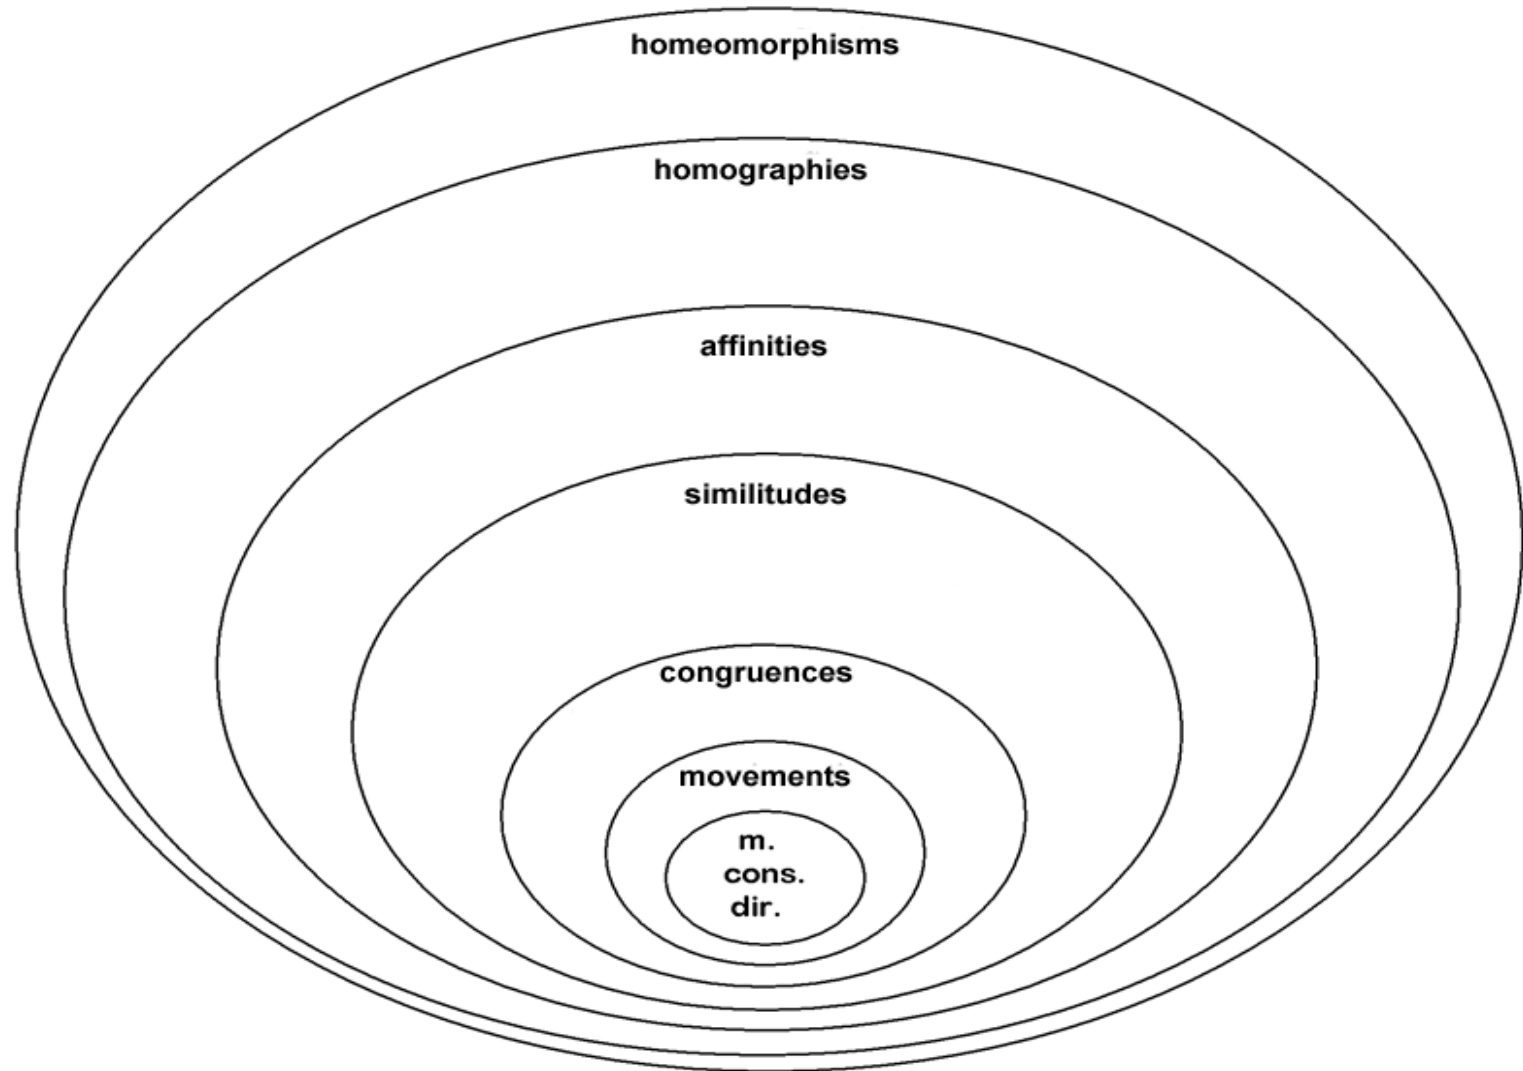 homeomorphisms
homographies
affinities
similitudes
congruences
movements
m.
cons.
dir.